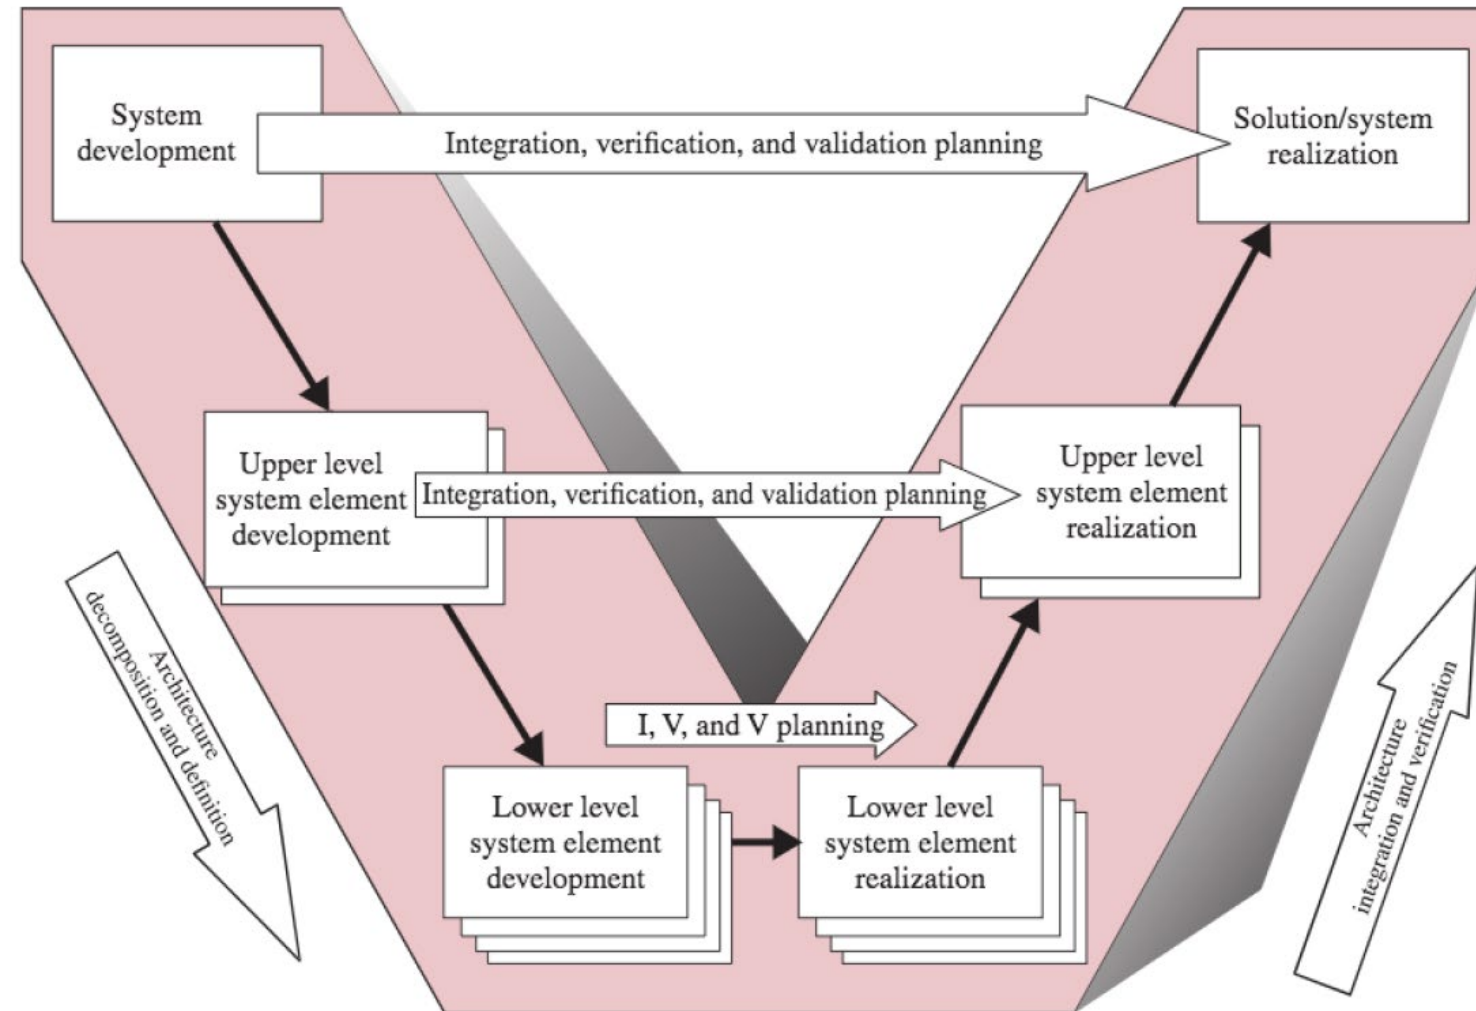 System
development
Integration, verification, and validation planning
Solution/system
realization
Upper level
system element
development
Integration, verification, and validation planning
Upper level
system element
realization
Architecture
decomposition and definition
I, V, and V planning
Architecture
integration and verification
Lower level
system element
development
Lower level
system element
realization